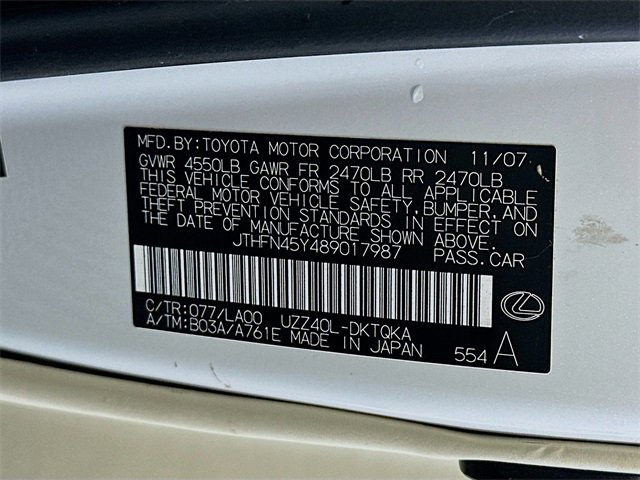 MFD.BY:TOYOTA MOTOR CORPORATION 11/07
GVWR 4550LB GAWR FR 2470LB RR 2470LB
THIS VEHICLE CONFORMS TO ALL APPLICABLE
FEDERAL MOTOR VEHICLE SAFETY,BUMPER,AND
THEFT PREVENTION STANDARDS IN EFFECT ON
THE DATE OF MANUFACTURE SHOWN ABOVE.
JTHFN45Y489017987 PASS.CAR
C/TR:077/LA00 UZZ40L-DKTQKA
A/TM:B03A/A761E MADE IN JAPAN 554 A